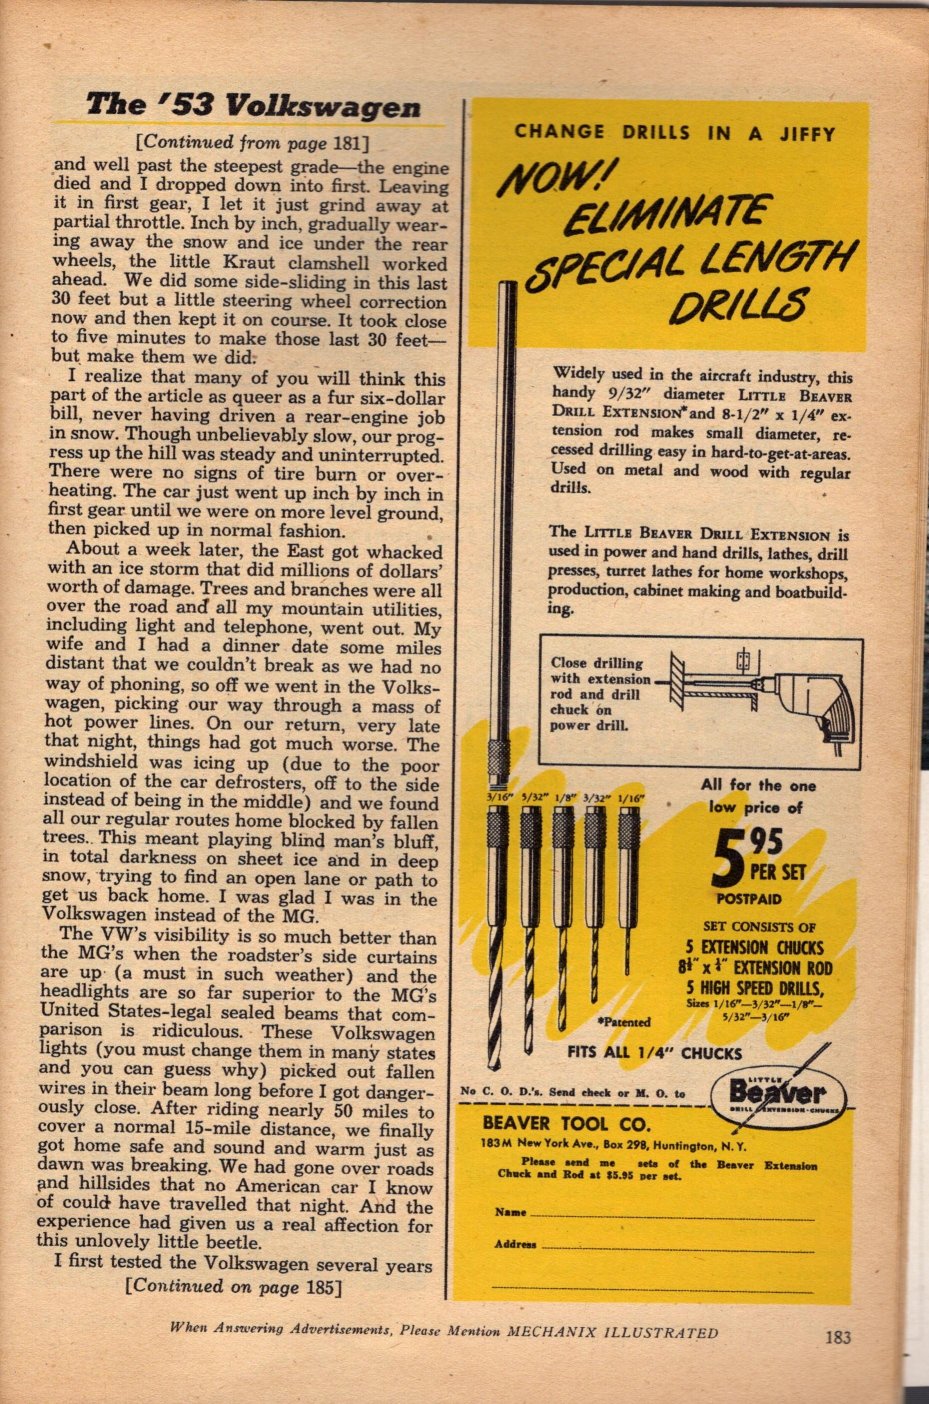 The '53 Volkswagen
[Continued from page 181]
and well past the steepest grade—the engine
died and I dropped down into first. Leaving
it in first gear, I let it just grind away at
partial throttle. Inch by inch, gradually wear-
ing away the snow and ice under the rear
wheels, the little Kraut clamshell worked
ahead. We did some side-sliding in this last
30 feet but a little steering wheel correction
now and then kept it on course. It took close
to five minutes to make those last 30 feet—
but make them we did.
I realize that many of you will think this
part of the article as queer as a fur six-dollar
bill, never having driven a rear-engine job
in snow. Though unbelievably slow, our prog-
ress up the hill was steady and uninterrupted.
There were no signs of tire burn or over-
heating. The car just went up inch by inch in
first gear until we were on more level ground,
then picked up in normal fashion.
About a week later, the East got whacked
with an ice storm that did millions of dollars'
worth of damage. Trees and branches were all
over the road and all my mountain utilities,
including light and telephone, went out. My
wife and I had a dinner date some miles
distant that we couldn't break as we had no
way of phoning, so off we went in the Volks-
wagen, picking our way through a mass of
hot power lines. On our return, very late
that night, things had got much worse. The
windshield was icing up (due to the poor
location of the car defrosters, off to the side
instead of being in the middle) and we found
all our regular routes home blocked by fallen
trees. This meant playing blind man's bluff,
in total darkness on sheet ice and in deep
snow, trying to find an open lane or path to
get us back home. I was glad I was in the
Volkswagen instead of the MG.
The VW's visibility is so much better than
the MG's when the roadster's side curtains
are up (a must in such weather) and the
headlights are so far superior to the MG's
United States-legal sealed beams that com-
parison is ridiculous. These Volkswagen
lights (you must change them in many states
and you can guess why) picked out fallen
wires in their beam long before I got danger-
ously close. After riding nearly 50 miles to
cover a normal 15-mile distance, we finally
got home safe and sound and warm just as
dawn was breaking. We had gone over roads
and hillsides that no American car I know
of could have travelled that night. And the
experience had given us a real affection for
this unlovely little beetle.
I first tested the Volkswagen several years
[Continued on page 185]
CHANGE DRILLS IN A JIFFY
NOW!
ELIMINATE
SPECIAL LENGTH
DRILLS
Widely used in the aircraft industry, this
handy 9/32" diameter LITTLE BEAVER
DRILL EXTENSION* and 8-1/2" x 1/4" ex-
tension rod makes small diameter, re-
cessed drilling easy in hard-to-get-at-areas.
Used on metal and wood with regular
drills.
The LITTLE BEAVER DRILL EXTENSION is
used in power and hand drills, lathes, drill
presses, turret lathes for home workshops,
production, cabinet making and boatbuild-
ing.
Close drilling
with extension
rod and drill
chuck on
power drill.
3/16" 5/32" 1/8" 3/32" 1/16"
All for the one
low price of
5.95
PER SET
POSTPAID
SET CONSISTS OF
5 EXTENSION CHUCKS
8½" x ¼" EXTENSION ROD
5 HIGH SPEED DRILLS,
Sizes 1/16"—3/32"—1/8"—
5/32"—3/16"
*Patented
FITS ALL 1/4" CHUCKS
No C. O. D.'s. Send check or M. O. to
LITTLE
Beaver
DRILL EXTENSION-CHUCKS
BEAVER TOOL CO.
183M New York Ave., Box 298, Huntington, N. Y.
Please send me sets of the Beaver Extension
Chuck and Rod at $5.95 per set.
Name
Address
When Answering Advertisements, Please Mention MECHANIX ILLUSTRATED
183